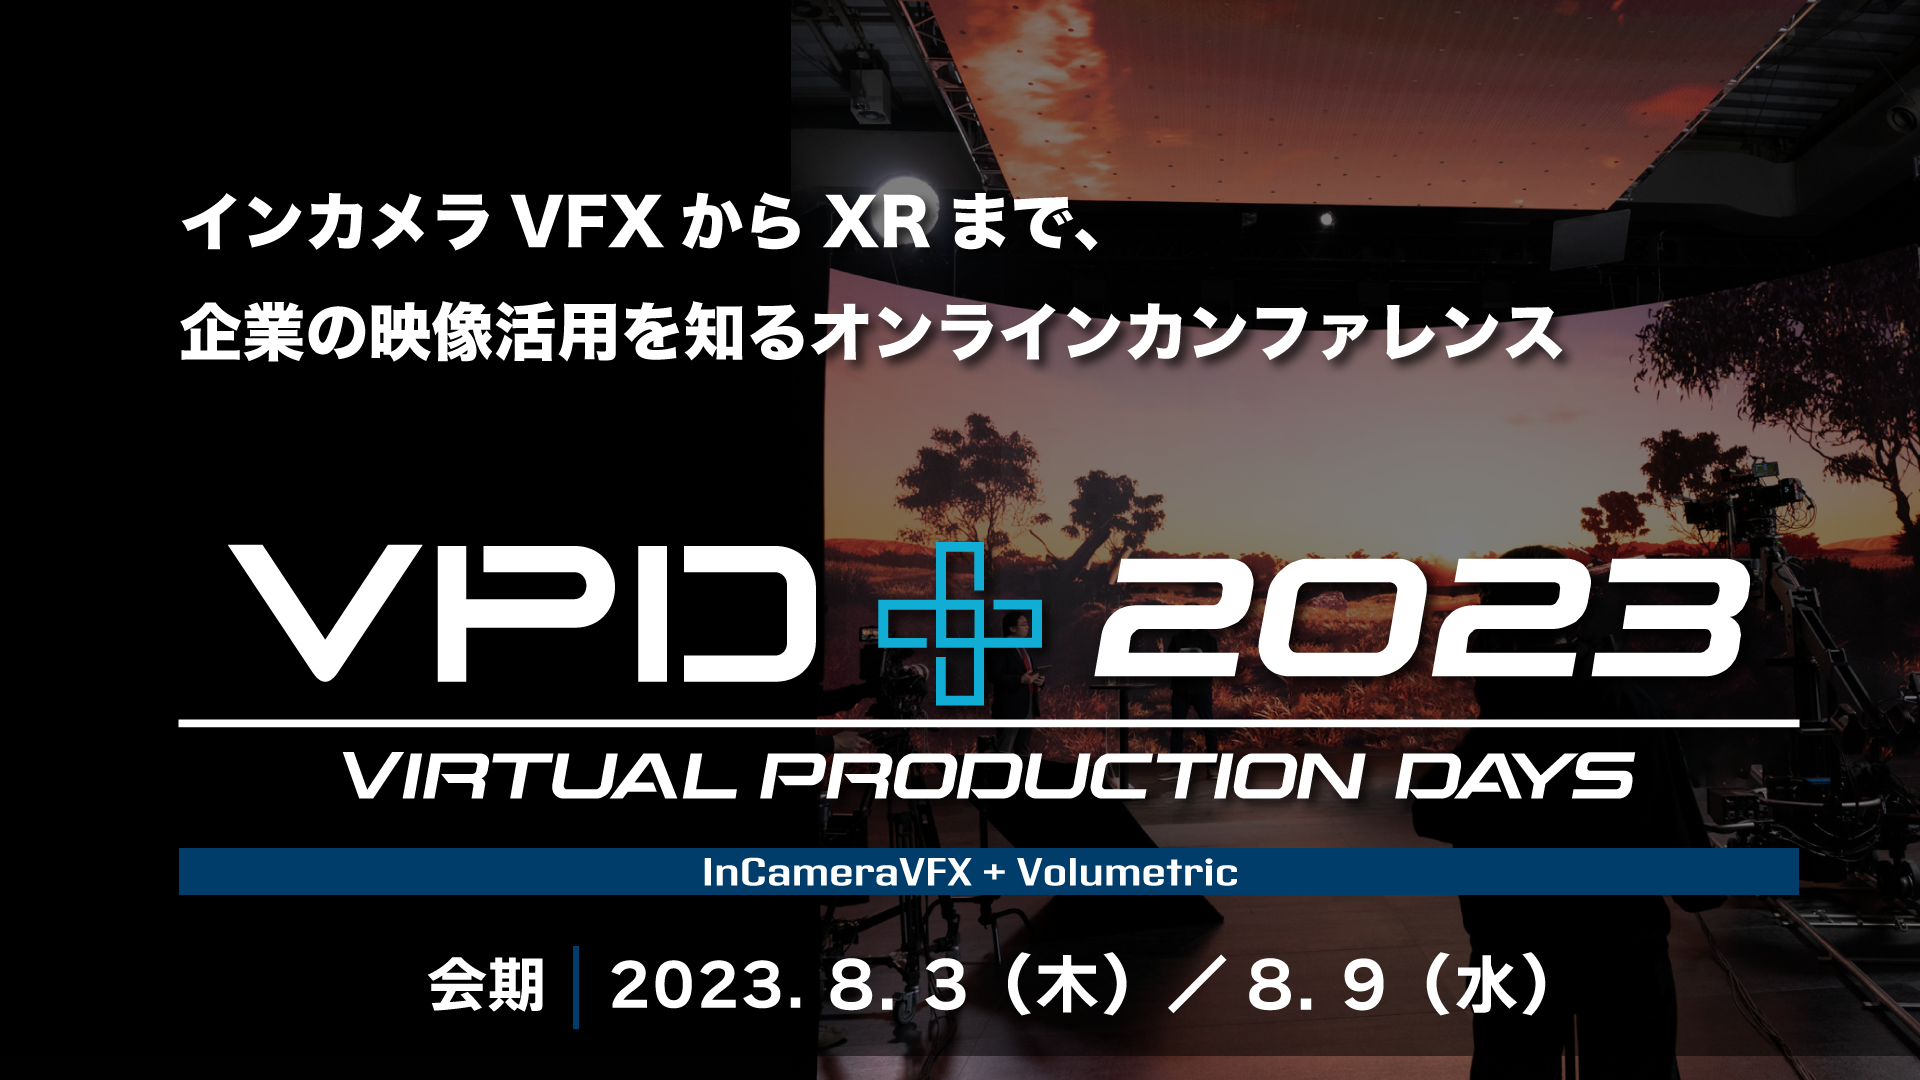 インカメラ VFX から XR まで、
企業の映像活用を知るオンラインカンファレンス
VPD 2023
VIRTUAL PRODUCTION DAYS
InCameraVFX + Volumetric
会期 2023. 8. 3（木）／ 8. 9（水）